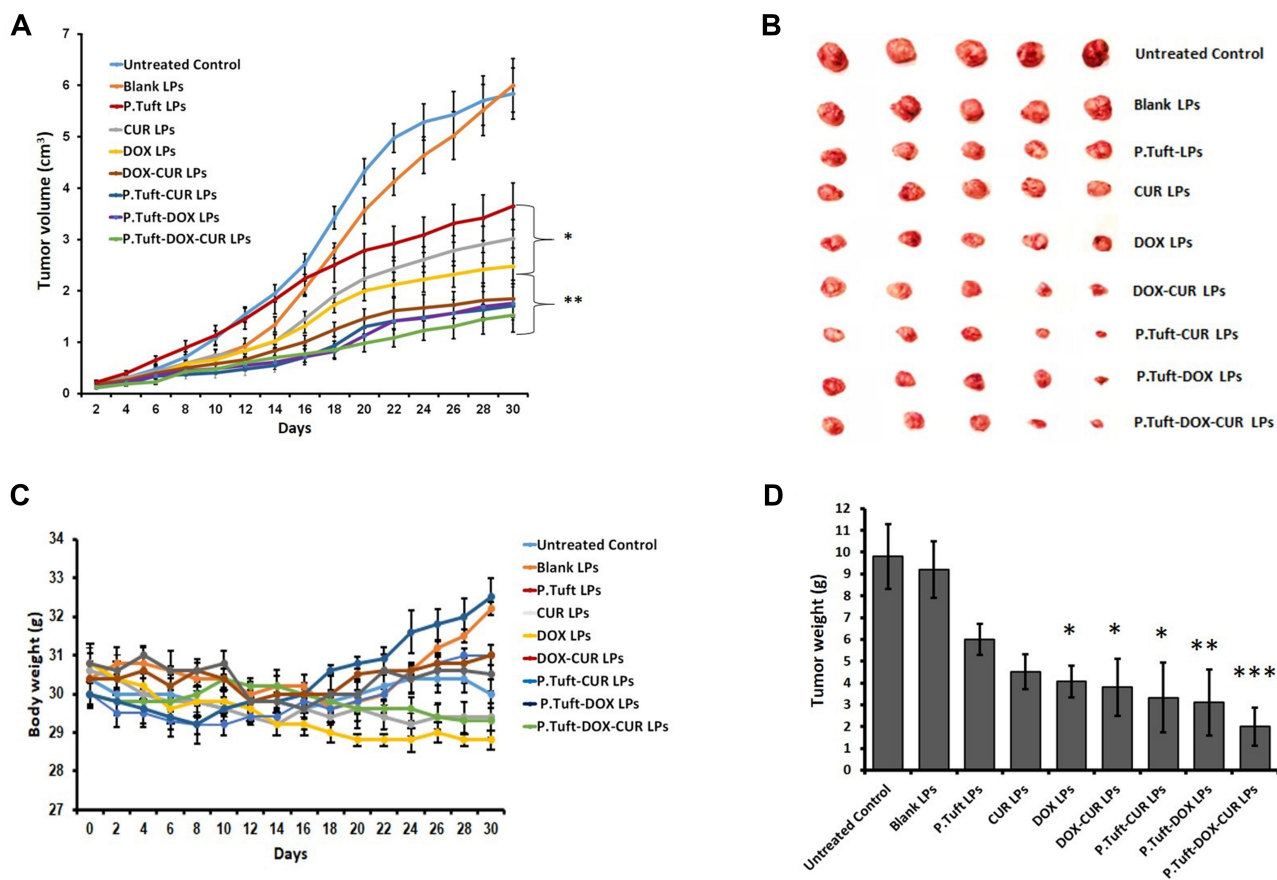 A
Tumor volume (cm³)
7
6
5
4
3
2
1
0
Untreated Control
Blank LPs
P.Tuft LPs
CUR LPs
DOX LPs
DOX-CUR LPs
P.Tuft-CUR LPs
P.Tuft-DOX LPs
P.Tuft-DOX-CUR LPs
*
**
2 4 6 8 10 12 14 16 18 20 22 24 26 28 30
Days
B
Untreated Control
Blank LPs
P.Tuft-LPs
CUR LPs
DOX LPs
DOX-CUR LPs
P.Tuft-CUR LPs
P.Tuft-DOX LPs
P.Tuft-DOX-CUR LPs
C
Body weight (g)
34
33
32
31
30
29
28
27
0 2 4 6 8 10 12 14 16 18 20 22 24 26 28 30
Days
Untreated Control
Blank LPs
P.Tuft LPs
CUR LPs
DOX LPs
DOX-CUR LPs
P.Tuft-CUR LPs
P.Tuft-DOX LPs
P.Tuft-DOX-CUR LPs
D
Tumor weight (g)
12
11
10
9
8
7
6
5
4
3
2
1
0
* * * ** ***
Untreated Control
Blank LPs
P.Tuft LPs
CUR LPs
DOX LPs
DOX-CUR LPs
P.Tuft-CUR LPs
P.Tuft-DOX LPs
P.Tuft-DOX-CUR LPs